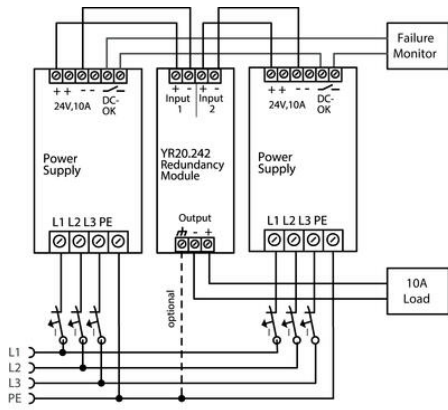 Failure
Monitor
+ + - -
24V,10A
DC-
OK
Power
Supply
L1 L2 L3 PE
+ - + -
Input
1
Input
2
YR20.242
Redundancy
Module
Output
- +
optional
+ + - -
24V,10A
DC-
OK
Power
Supply
L1 L2 L3 PE
10A
Load
I
I
I
I
I
I
L1
L2
L3
PE